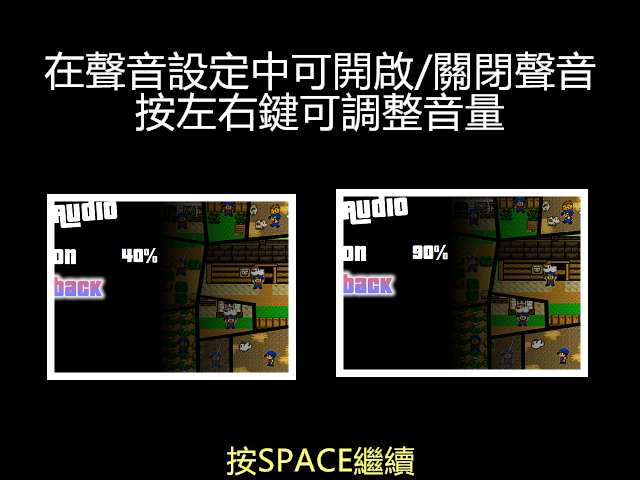 在聲音設定中可開啟/關閉聲音
按左右鍵可調整音量
Audio
on 40%
back
Audio
on 90%
back
按SPACE繼續